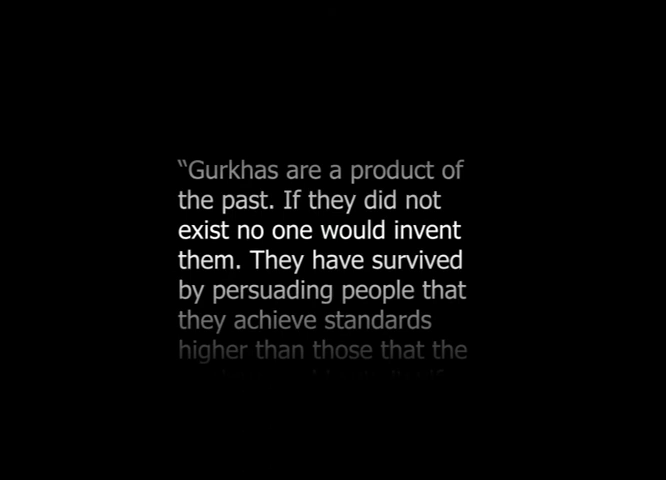 “Gurkhas are a product of
the past. If they did not
exist no one would invent
them. They have survived
by persuading people that
they achieve standards
higher than those that the